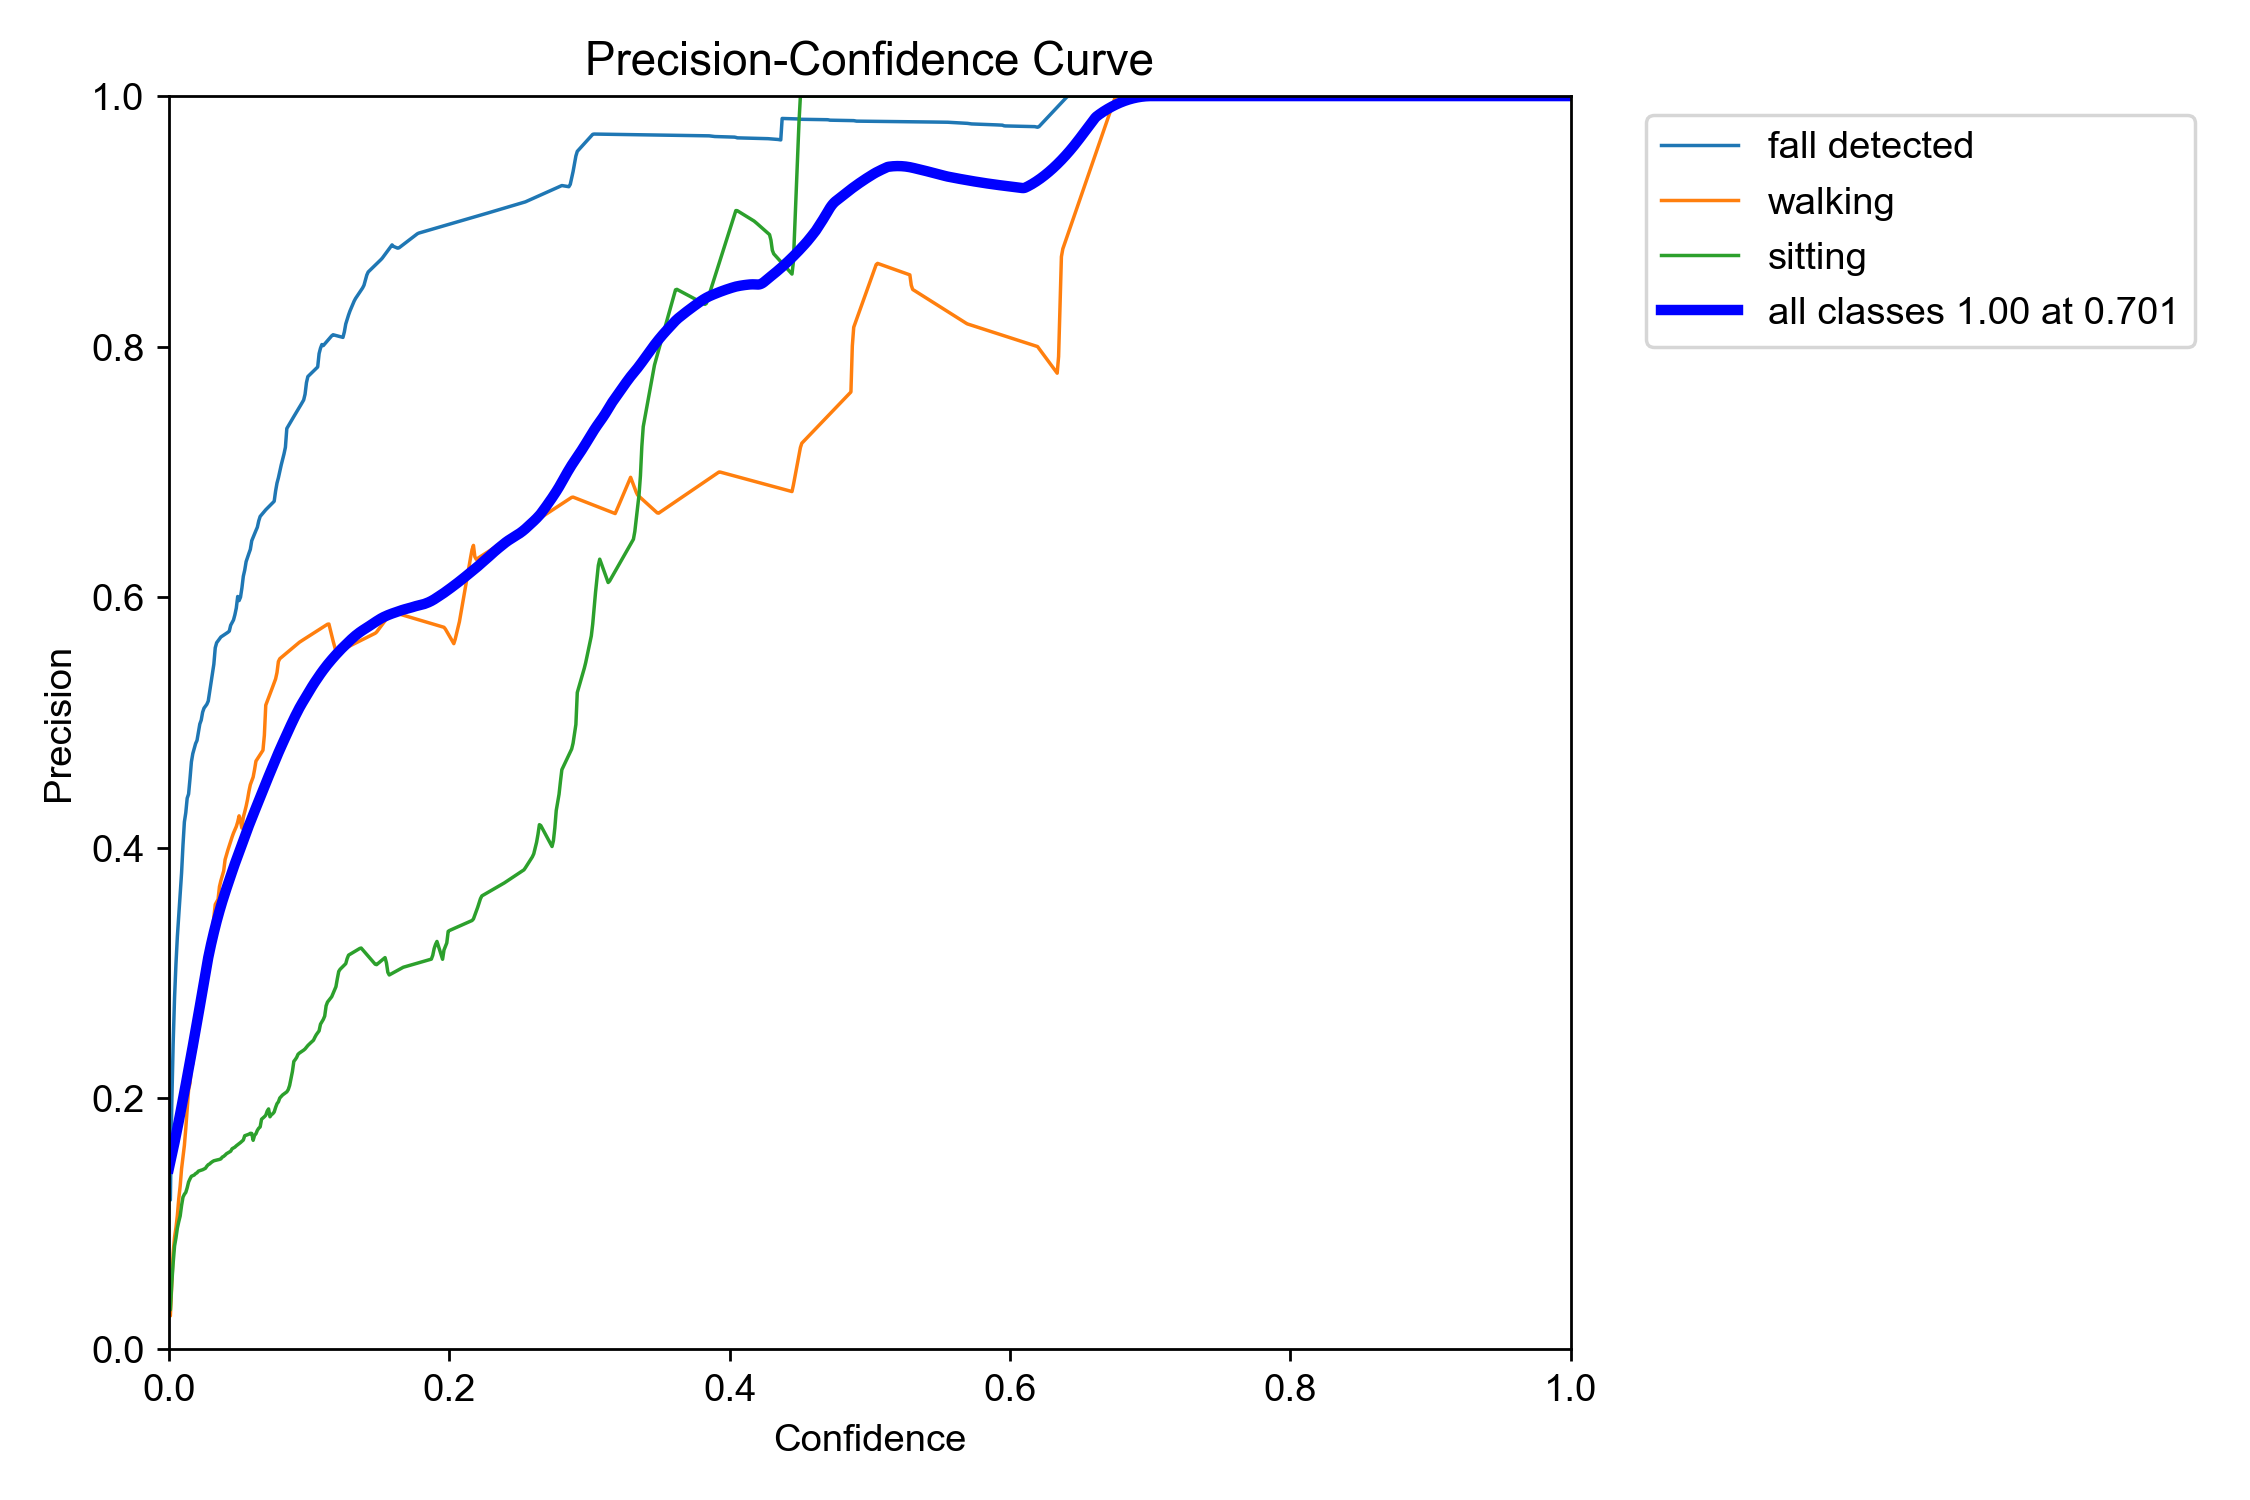 Precision-Confidence Curve
1.0
0.8
0.6
0.4
0.2
0.0
Precision
0.0 0.2 0.4 0.6 0.8 1.0
Confidence
fall detected
walking
sitting
all classes 1.00 at 0.701